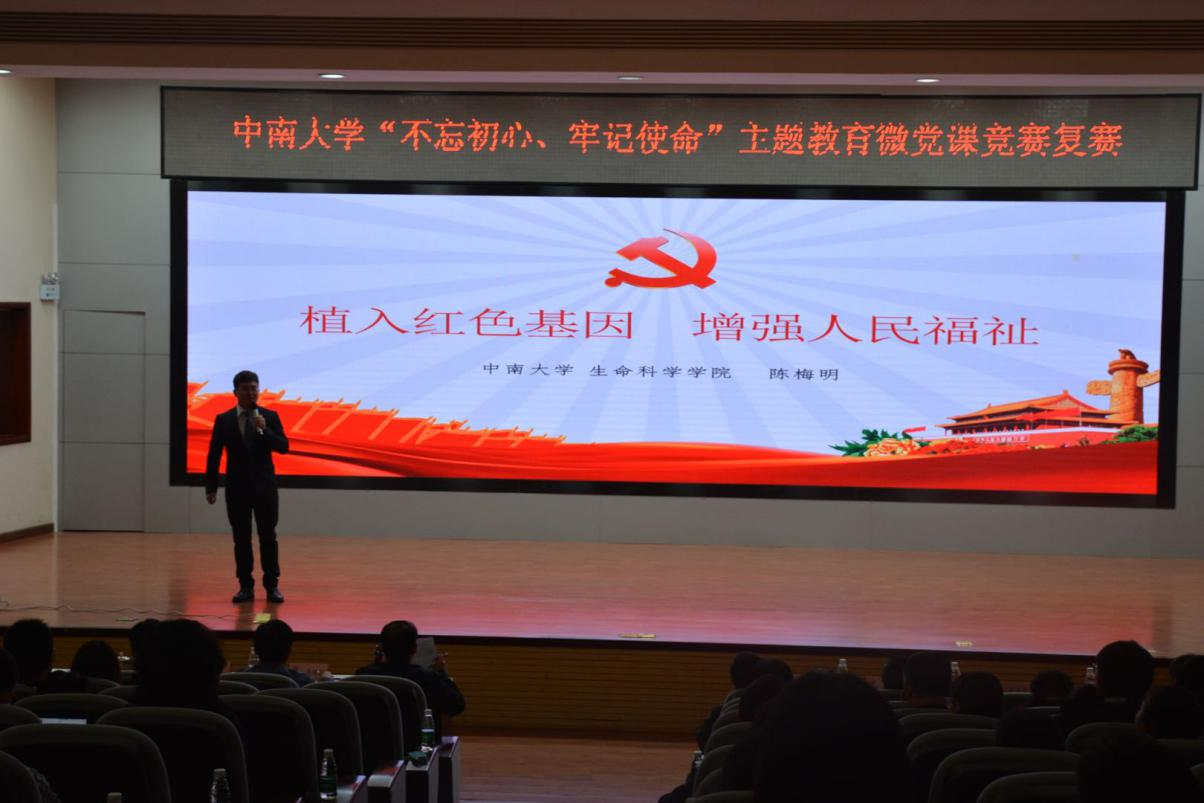 中南大学“不忘初心、牢记使命”主题教育微党课竞赛复赛
植入红色基因 增强人民福祉
中南大学 生命科学学院 陈梅明